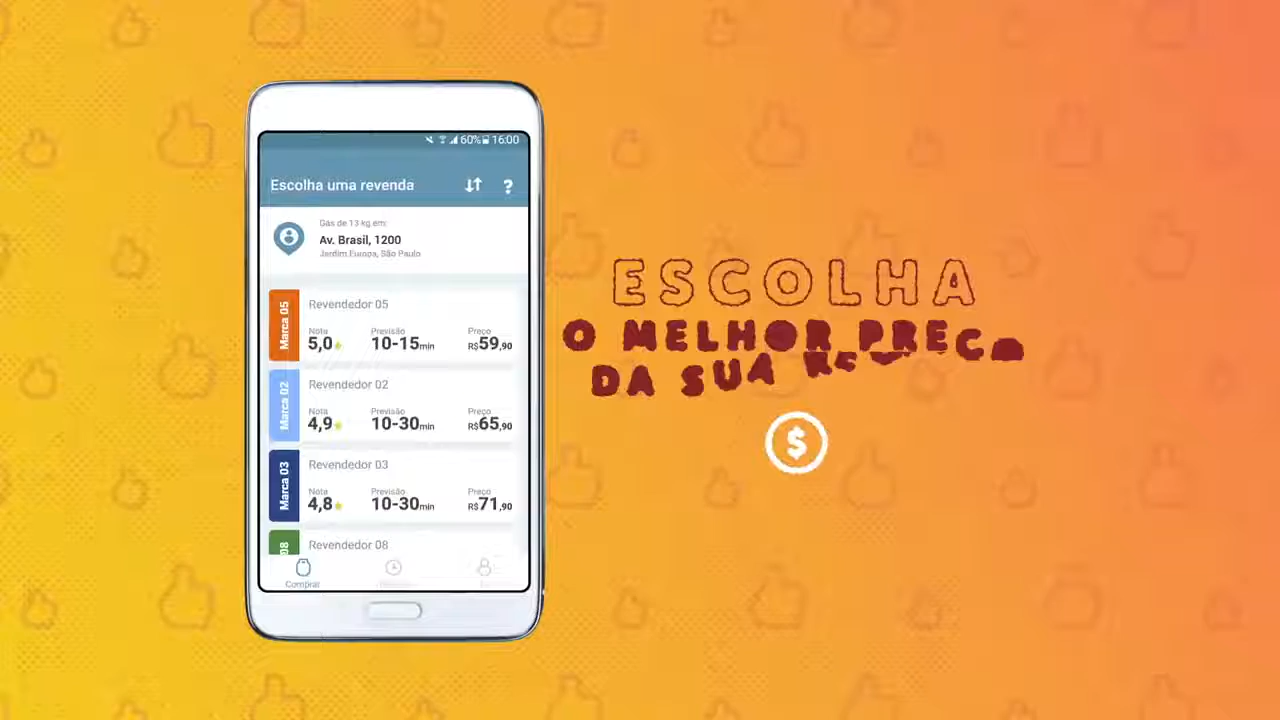 60% 16:00
Escolha uma revenda
?
Gás de 13 kg em:
Av. Brasil, 1200
Jardim Europa, São Paulo
Marca 05
Revendedor 05
Nota Previsão Preço
5,0 10-15min R$59,90
Marca 02
Revendedor 02
Nota Previsão Preço
4,9 10-30min R$65,90
Marca 03
Revendedor 03
Nota Previsão Preço
4,8 10-30min R$71,90
08
Revendedor 08
Comprar
ESCOLHA
O MELHOR PREÇO
DA SUA
$